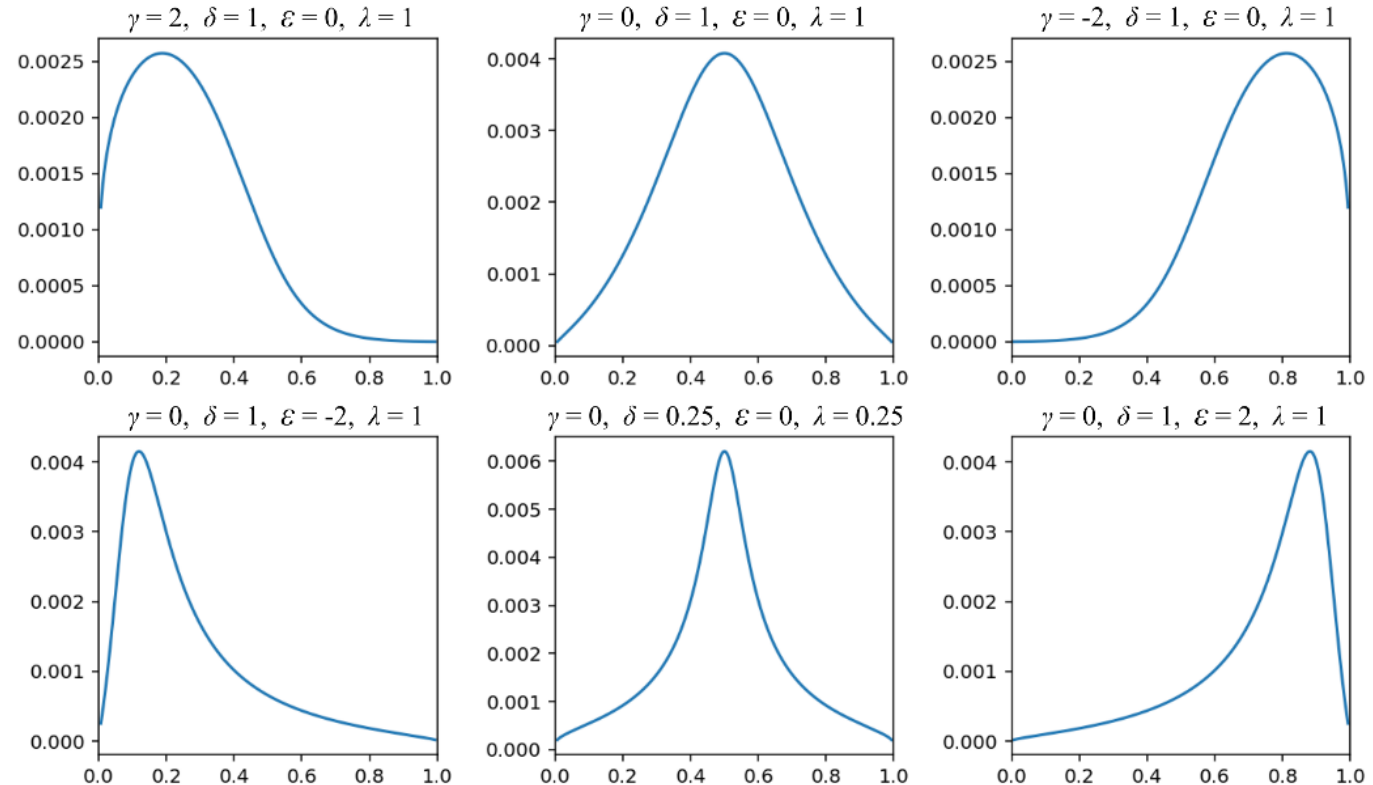 γ = 2, δ = 1, ε = 0, λ = 1
0.0025
0.0020
0.0015
0.0010
0.0005
0.0000
0.0 0.2 0.4 0.6 0.8 1.0
γ = 0, δ = 1, ε = 0, λ = 1
0.004
0.003
0.002
0.001
0.000
0.0 0.2 0.4 0.6 0.8 1.0
γ = -2, δ = 1, ε = 0, λ = 1
0.0025
0.0020
0.0015
0.0010
0.0005
0.0000
0.0 0.2 0.4 0.6 0.8 1.0
γ = 0, δ = 1, ε = -2, λ = 1
0.004
0.003
0.002
0.001
0.000
0.0 0.2 0.4 0.6 0.8 1.0
γ = 0, δ = 0.25, ε = 0, λ = 0.25
0.006
0.005
0.004
0.003
0.002
0.001
0.000
0.0 0.2 0.4 0.6 0.8 1.0
γ = 0, δ = 1, ε = 2, λ = 1
0.004
0.003
0.002
0.001
0.000
0.0 0.2 0.4 0.6 0.8 1.0